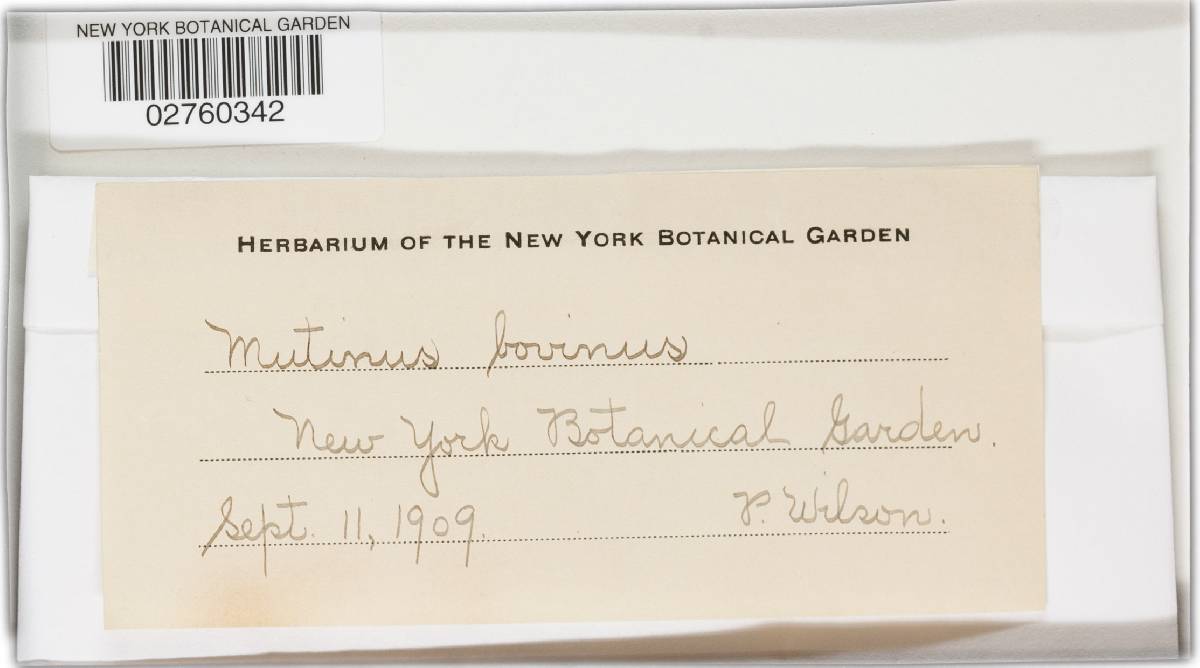 NEW YORK BOTANICAL GARDEN
02760342
HERBARIUM OF THE NEW YORK BOTANICAL GARDEN
Mutinus bovinus
New York Botanical Garden.
Sept. 11, 1909. P. Wilson.